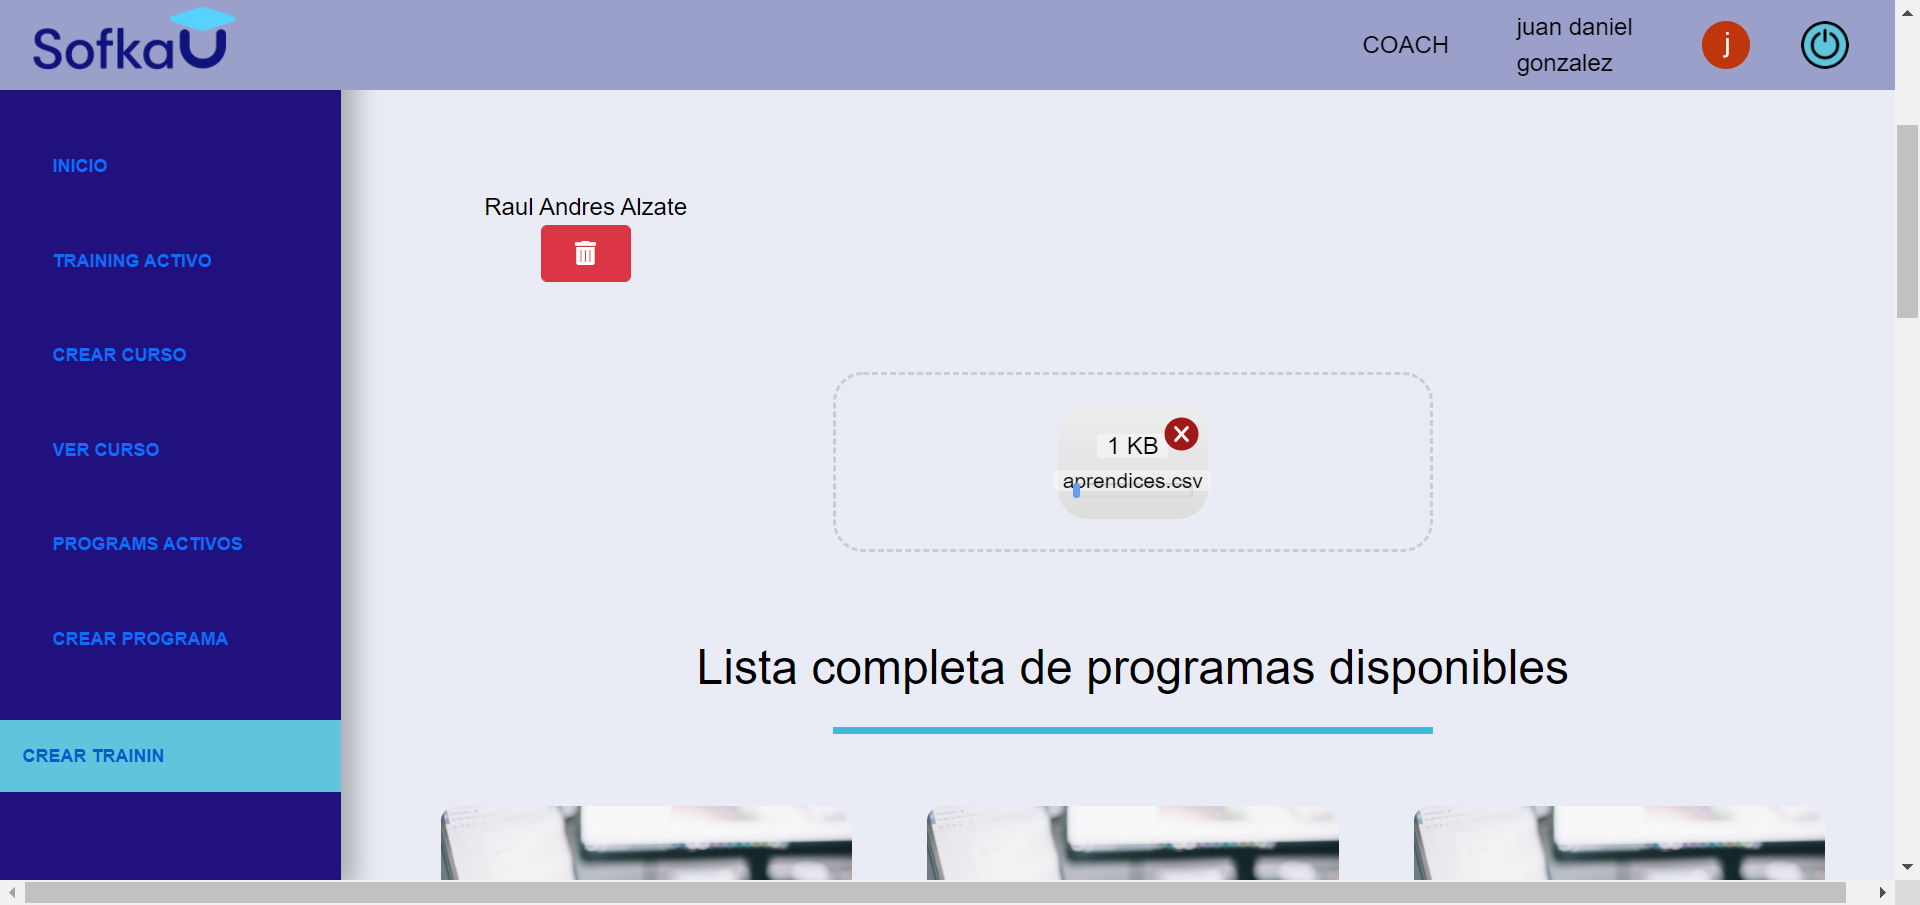 SofkaU
COACH
juan daniel
gonzalez
j
INICIO
TRAINING ACTIVO
CREAR CURSO
VER CURSO
PROGRAMS ACTIVOS
CREAR PROGRAMA
CREAR TRAININ
Raul Andres Alzate
1 KB
aprendices.csv
Lista completa de programas disponibles